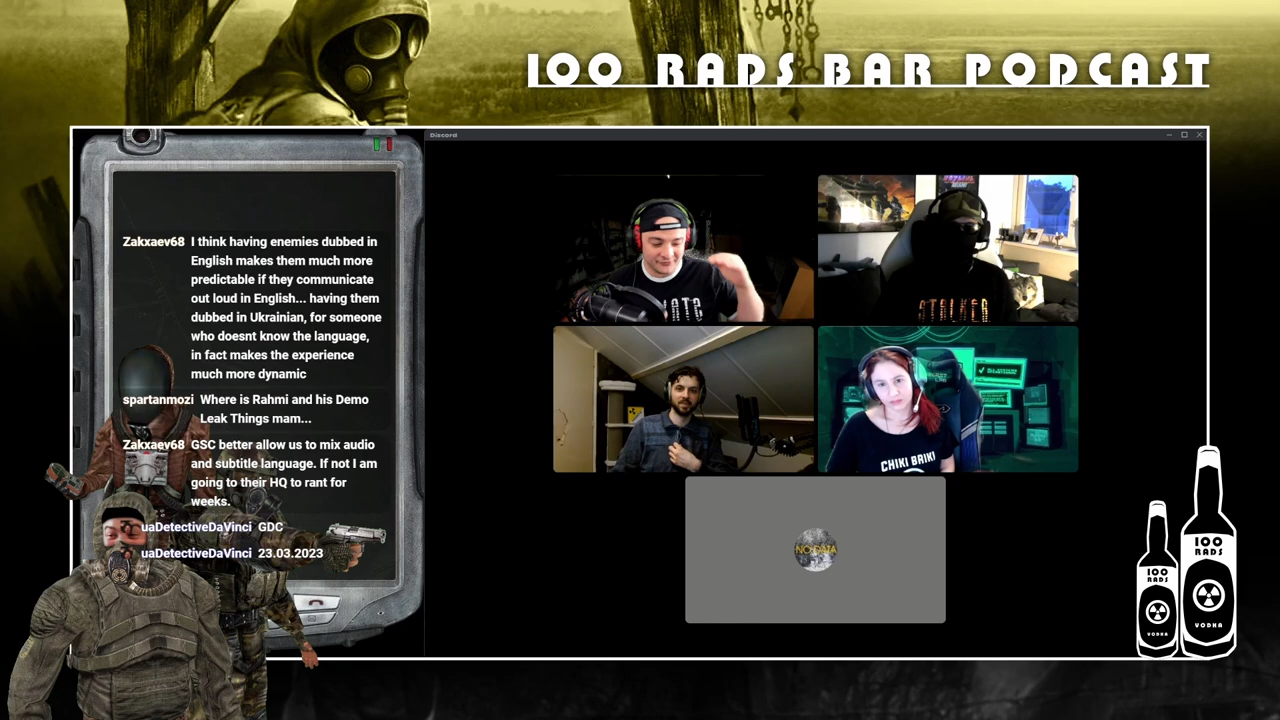 100 RADS BAR PODCAST
Discord
Zakxaev68 I think having enemies dubbed in
English makes them much more
predictable if they communicate
out loud in English... having them
dubbed in Ukrainian, for someone
who doesnt know the language,
in fact makes the experience
much more dynamic
spartanmozi Where is Rahmi and his Demo
Leak Things mam...
Zakxaev68 GSC better allow us to mix audio
and subtitle language. If not I am
going to their HQ to rant for
weeks.
uaDetectiveDaVinci GDC
uaDetectiveDaVinci 23.03.2023
STALKER
CHIKI BRIKI
NO DATA
100
RADS
VODKA
100
RADS
VODKA